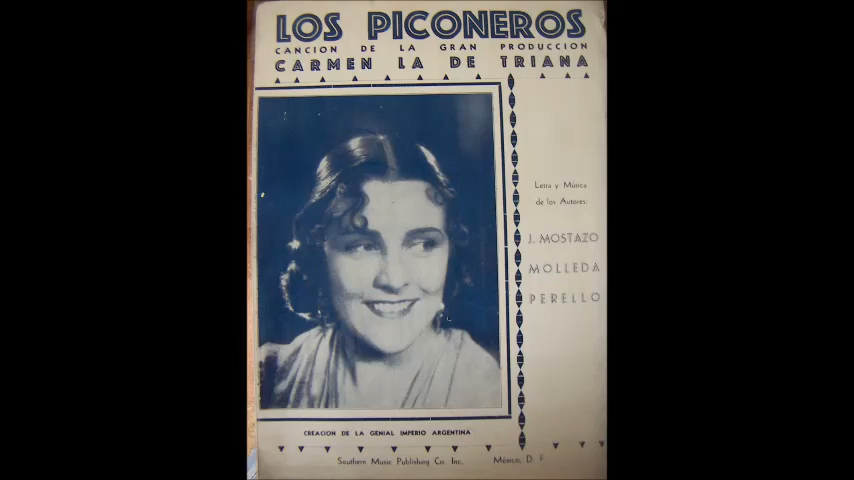 LOS PICONEROS
CANCION DE LA GRAN PRODUCCION
CARMEN LA DE TRIANA
Letra y Música
de los Autores:
J. MOSTAZO
MOLLEDA
PERELLO
CREACION DE LA GENIAL IMPERIO ARGENTINA
Southern Music Publishing Co. Inc. México, D. F.